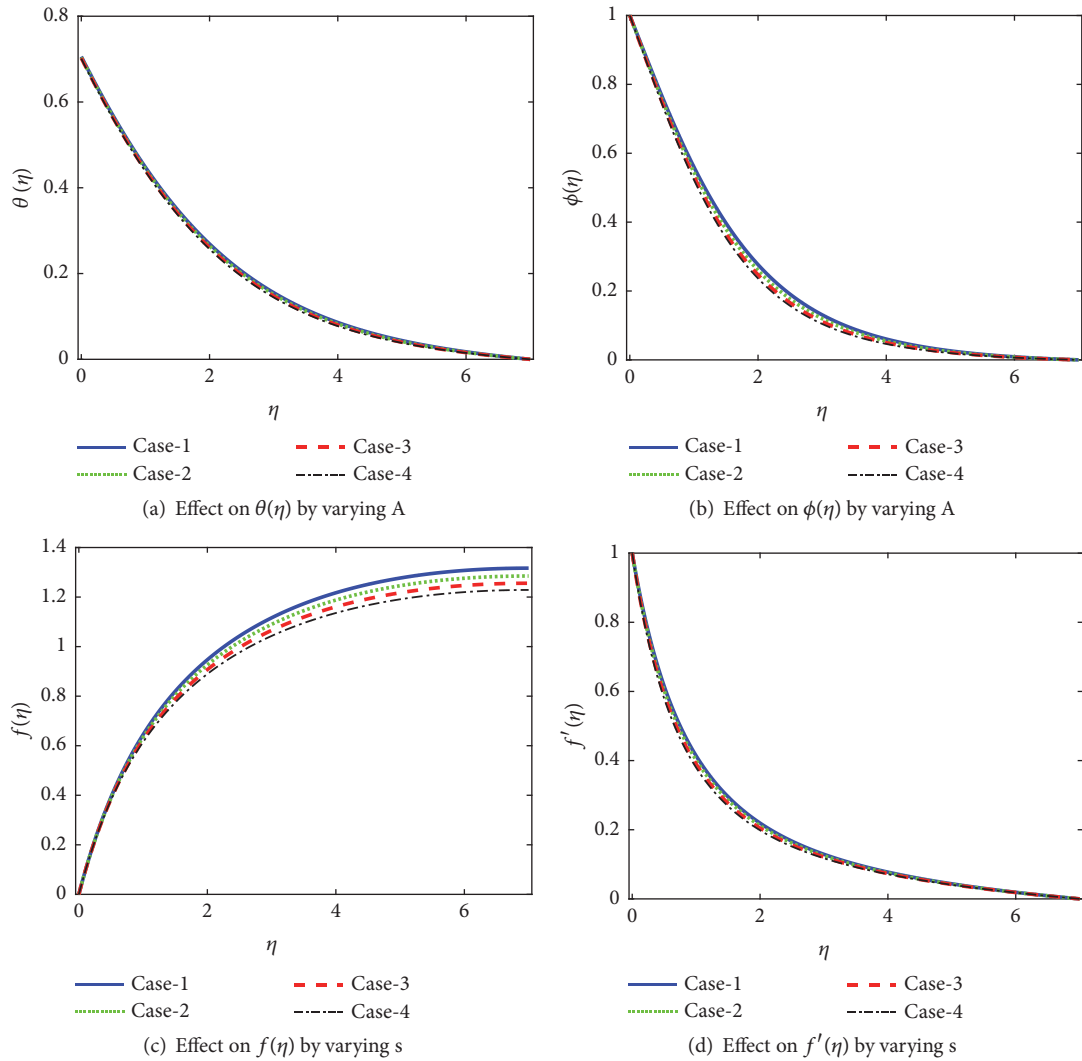 0.8
0.6
0.4
0.2
0
θ(η)
0 2 4 6
η
Case-1 Case-3
Case-2 Case-4
(a) Effect on θ(η) by varying A
1
0.8
0.6
0.4
0.2
0
ϕ(η)
0 2 4 6
η
Case-1 Case-3
Case-2 Case-4
(b) Effect on ϕ(η) by varying A
1.4
1.2
1
0.8
0.6
0.4
0.2
0
f(η)
0 2 4 6
η
Case-1 Case-3
Case-2 Case-4
(c) Effect on f(η) by varying s
1
0.8
0.6
0.4
0.2
0
f′(η)
0 2 4 6
η
Case-1 Case-3
Case-2 Case-4
(d) Effect on f′(η) by varying s